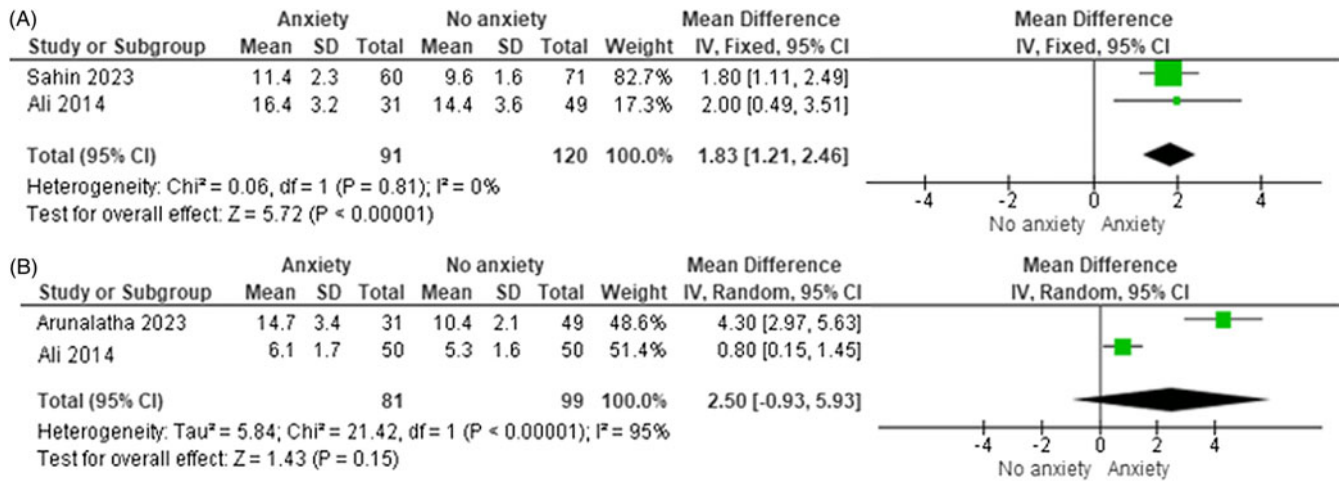 (A) Anxiety No anxiety Mean Difference Mean Difference
Study or Subgroup Mean SD Total Mean SD Total Weight IV, Fixed, 95% CI IV, Fixed, 95% CI
Sahin 2023 11.4 2.3 60 9.6 1.6 71 82.7% 1.80 [1.11, 2.49]
Ali 2014 16.4 3.2 31 14.4 3.6 49 17.3% 2.00 [0.49, 3.51]
Total (95% CI) 91 120 100.0% 1.83 [1.21, 2.46]
Heterogeneity: Chi² = 0.06, df = 1 (P = 0.81); I² = 0%
Test for overall effect: Z = 5.72 (P < 0.00001)
-4 -2 0 2 4
No anxiety Anxiety
(B) Anxiety No anxiety Mean Difference Mean Difference
Study or Subgroup Mean SD Total Mean SD Total Weight IV, Random, 95% CI IV, Random, 95% CI
Arunalatha 2023 14.7 3.4 31 10.4 2.1 49 48.6% 4.30 [2.97, 5.63]
Ali 2014 6.1 1.7 50 5.3 1.6 50 51.4% 0.80 [0.15, 1.45]
Total (95% CI) 81 99 100.0% 2.50 [-0.93, 5.93]
Heterogeneity: Tau² = 5.84; Chi² = 21.42, df = 1 (P < 0.00001); I² = 95%
Test for overall effect: Z = 1.43 (P = 0.15)
-4 -2 0 2 4
No anxiety Anxiety